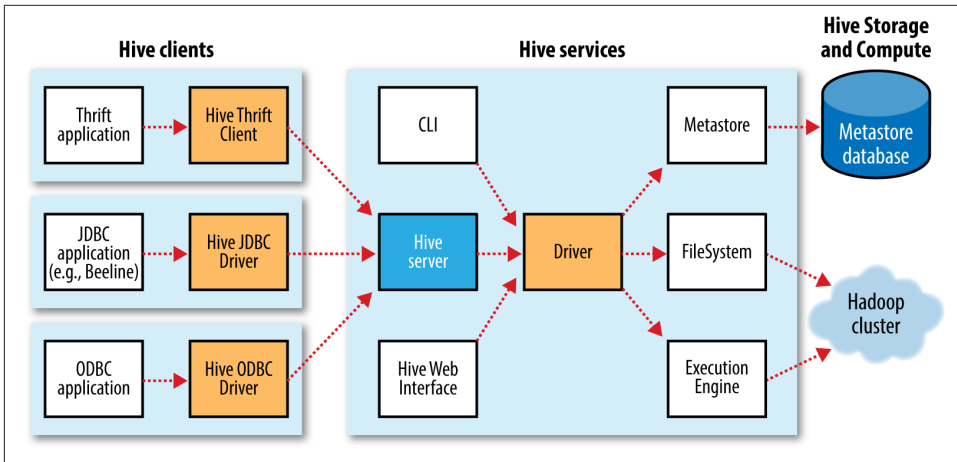 Hive clients
Hive services
Hive Storage
and Compute
Thrift
application
Hive Thrift
Client
CLI
Metastore
Metastore
database
JDBC
application
(e.g., Beeline)
Hive JDBC
Driver
Hive
server
Driver
FileSystem
Hadoop
cluster
ODBC
application
Hive ODBC
Driver
Hive Web
Interface
Execution
Engine